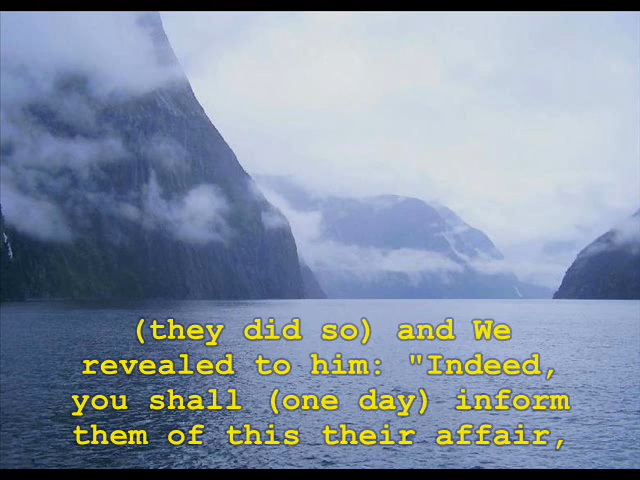 (they did so) and We
revealed to him: "Indeed,
you shall (one day) inform
them of this their affair,